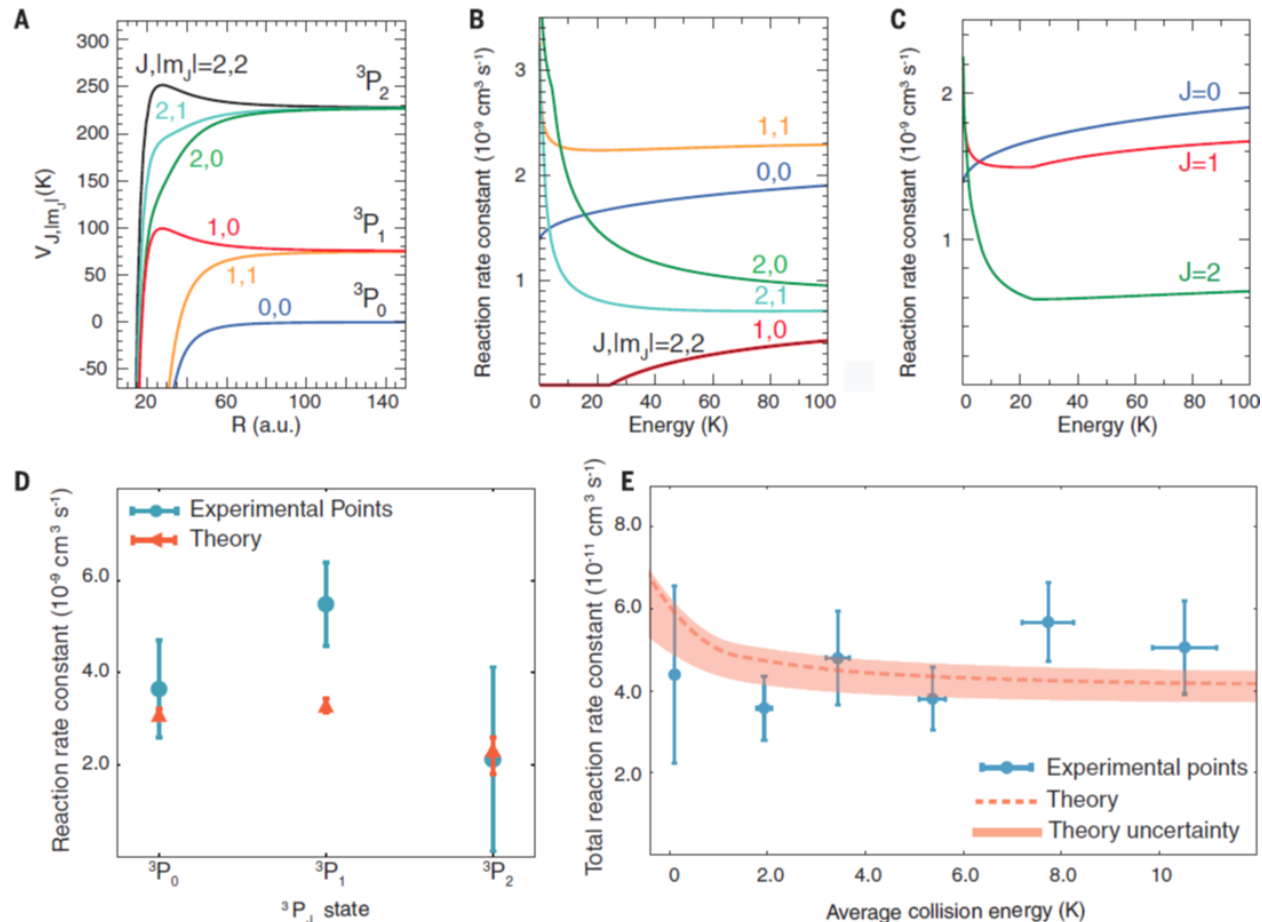 A
V_J,|m_J| (K)
300
250
200
150
100
50
0
-50
J,|m_J|=2,2
2,1
2,0
1,0
1,1
0,0
³P₂
³P₁
³P₀
20 60 100 140
R (a.u.)
B
Reaction rate constant (10⁻⁹ cm³ s⁻¹)
3
2
1
1,1
0,0
2,0
2,1
J,|m_J|=2,2
1,0
0 20 40 60 80 100
Energy (K)
C
Reaction rate constant (10⁻⁹ cm³ s⁻¹)
2
1
J=0
J=1
J=2
0 20 40 60 80 100
Energy (K)
D
Reaction rate constant (10⁻⁹ cm³ s⁻¹)
Experimental Points
Theory
6.0
4.0
2.0
³P₀ ³P₁ ³P₂
³P_J state
E
Total reaction rate constant (10⁻¹¹ cm³ s⁻¹)
8.0
6.0
4.0
2.0
Experimental points
Theory
Theory uncertainty
0 2.0 4.0 6.0 8.0 10
Average collision energy (K)